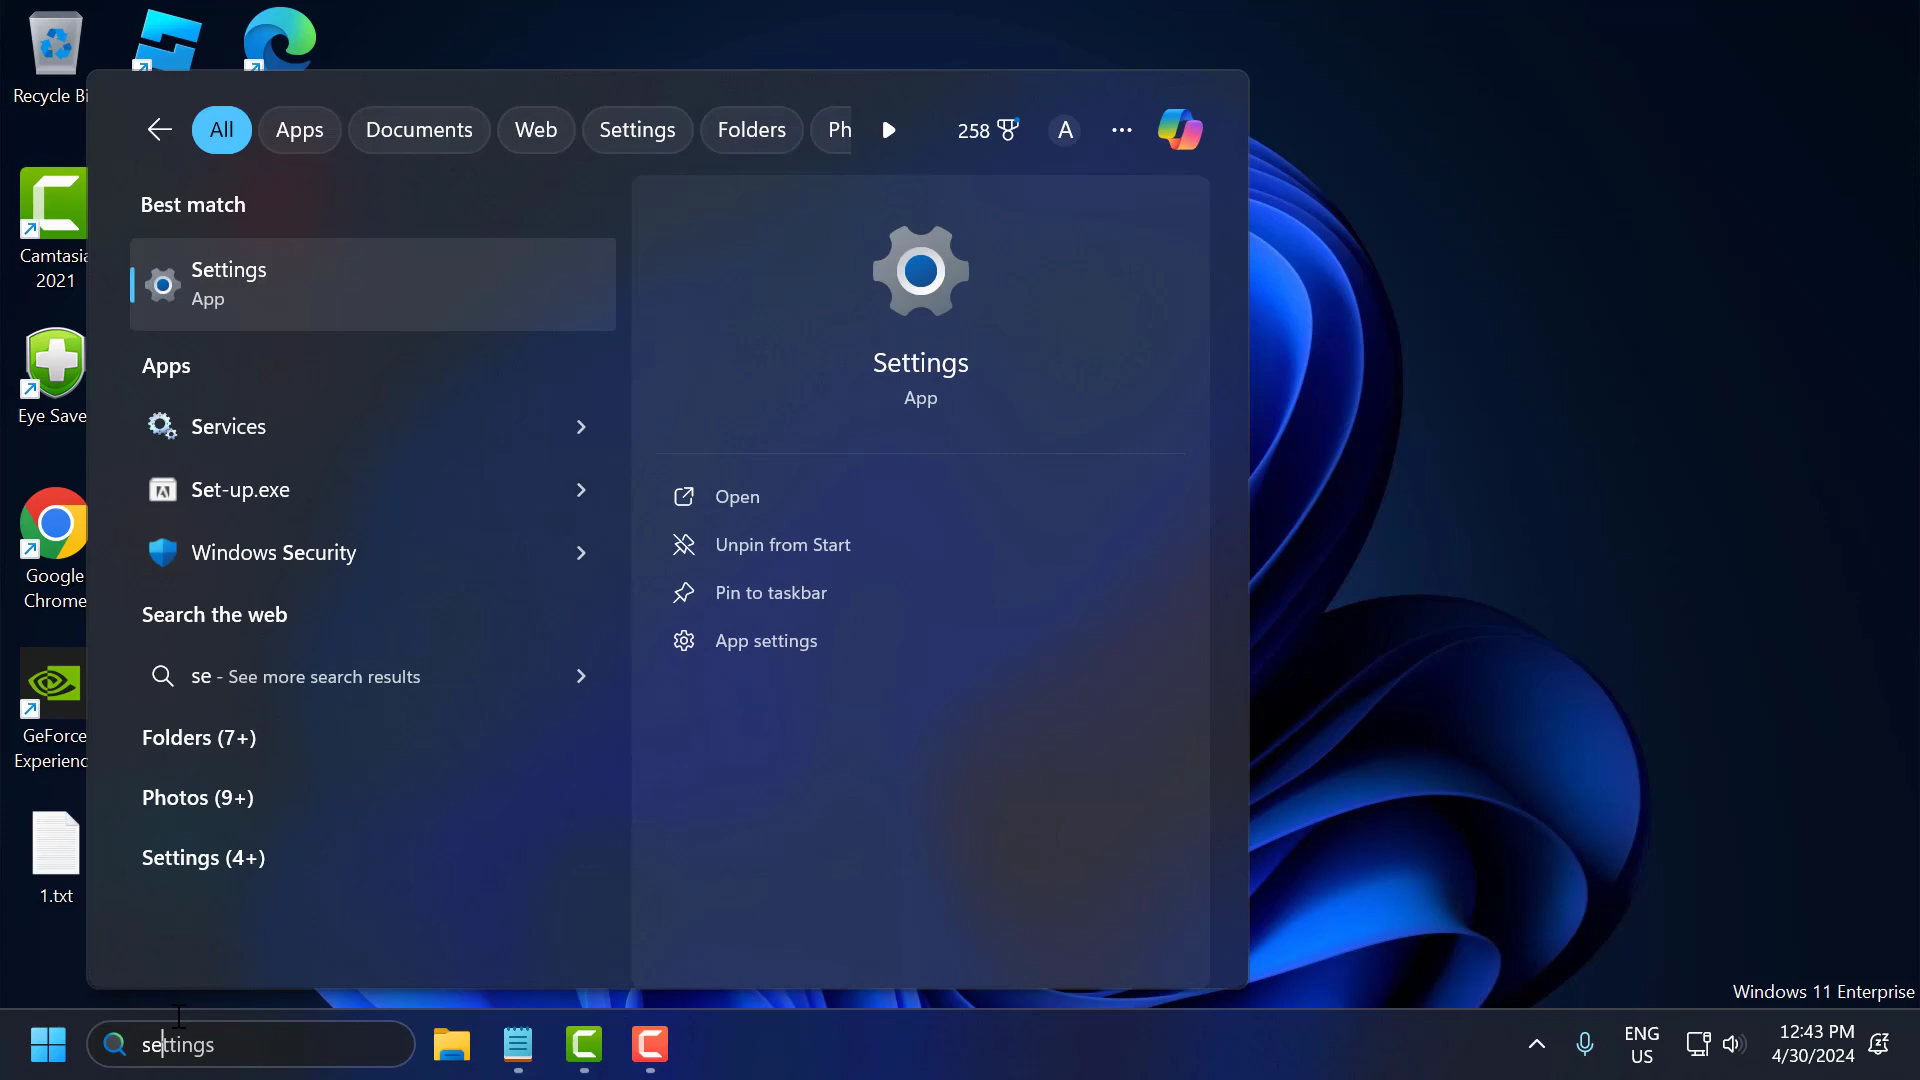 Recycle Bi
Camtasia
2021
Eye Save
Google
Chrome
GeForce
Experienc
1.txt
All
Apps
Documents
Web
Settings
Folders
Ph
258
A
Best match
Settings
App
Apps
Services
Set-up.exe
Windows Security
Search the web
se - See more search results
Folders (7+)
Photos (9+)
Settings (4+)
Settings
App
Open
Unpin from Start
Pin to taskbar
App settings
Windows 11 Enterprise
settings
ENG
US
12:43 PM
4/30/2024